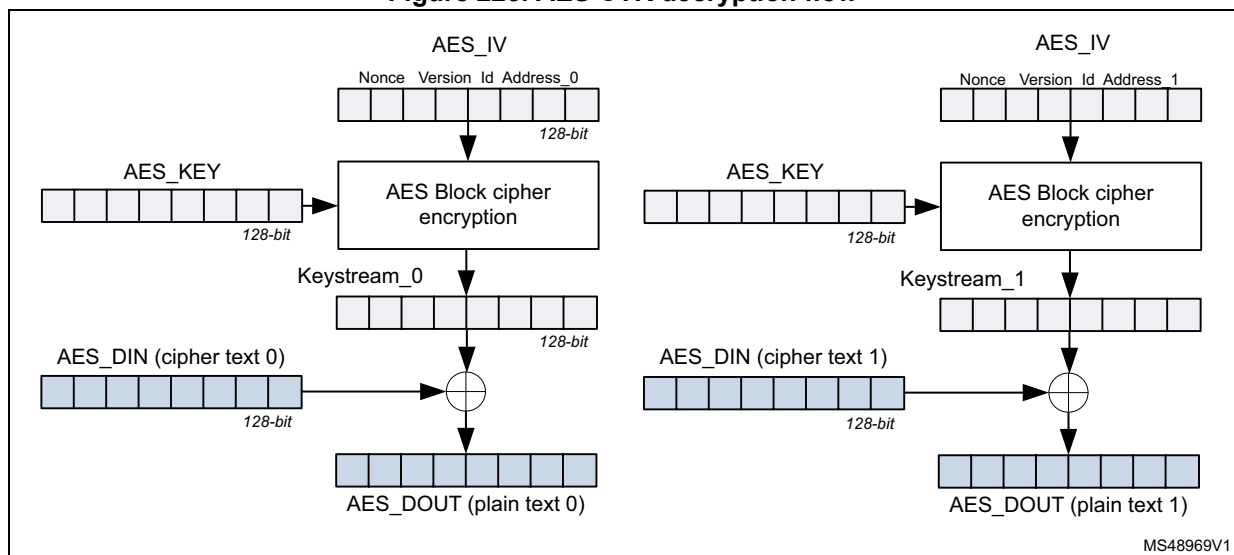 AES_IV
Nonce Version Id Address_0
128-bit
AES_KEY
128-bit
AES Block cipher
encryption
Keystream_0
128-bit
AES_DIN (cipher text 0)
128-bit
AES_DOUT (plain text 0)
AES_IV
Nonce Version Id Address_1
AES_KEY
128-bit
AES Block cipher
encryption
Keystream_1
AES_DIN (cipher text 1)
128-bit
AES_DOUT (plain text 1)
MS48969V1